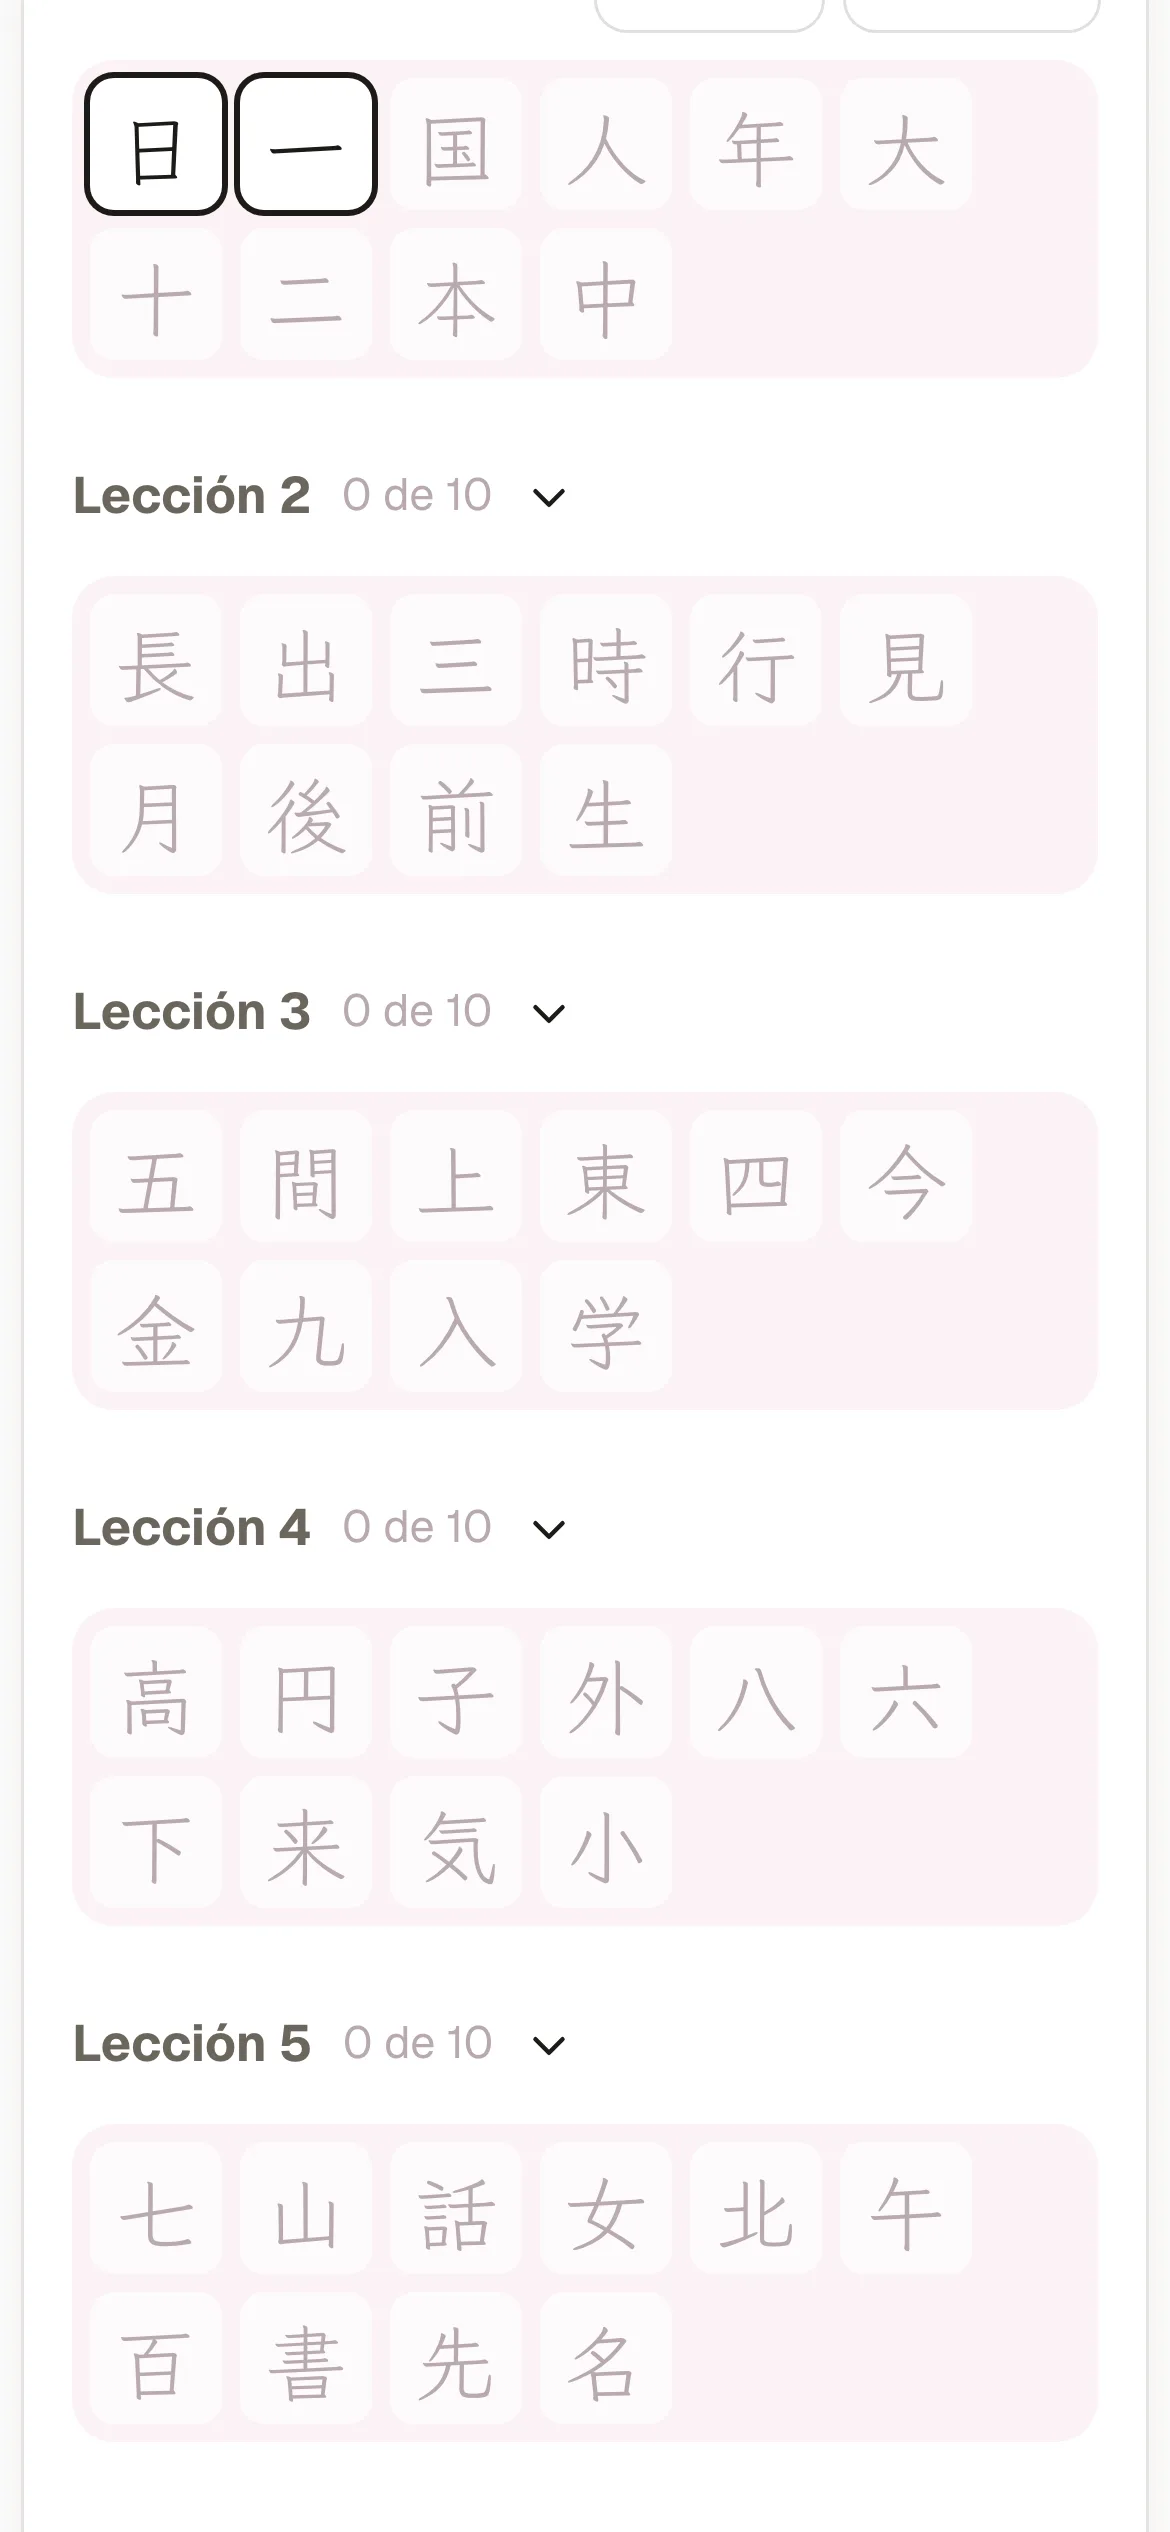 日 一 国 人 年 大
十 二 本 中
Lección 2 0 de 10
長 出 三 時 行 見
月 後 前 生
Lección 3 0 de 10
五 間 上 東 四 今
金 九 入 学
Lección 4 0 de 10
高 円 子 外 八 六
下 来 気 小
Lección 5 0 de 10
七 山 話 女 北 午
百 書 先 名